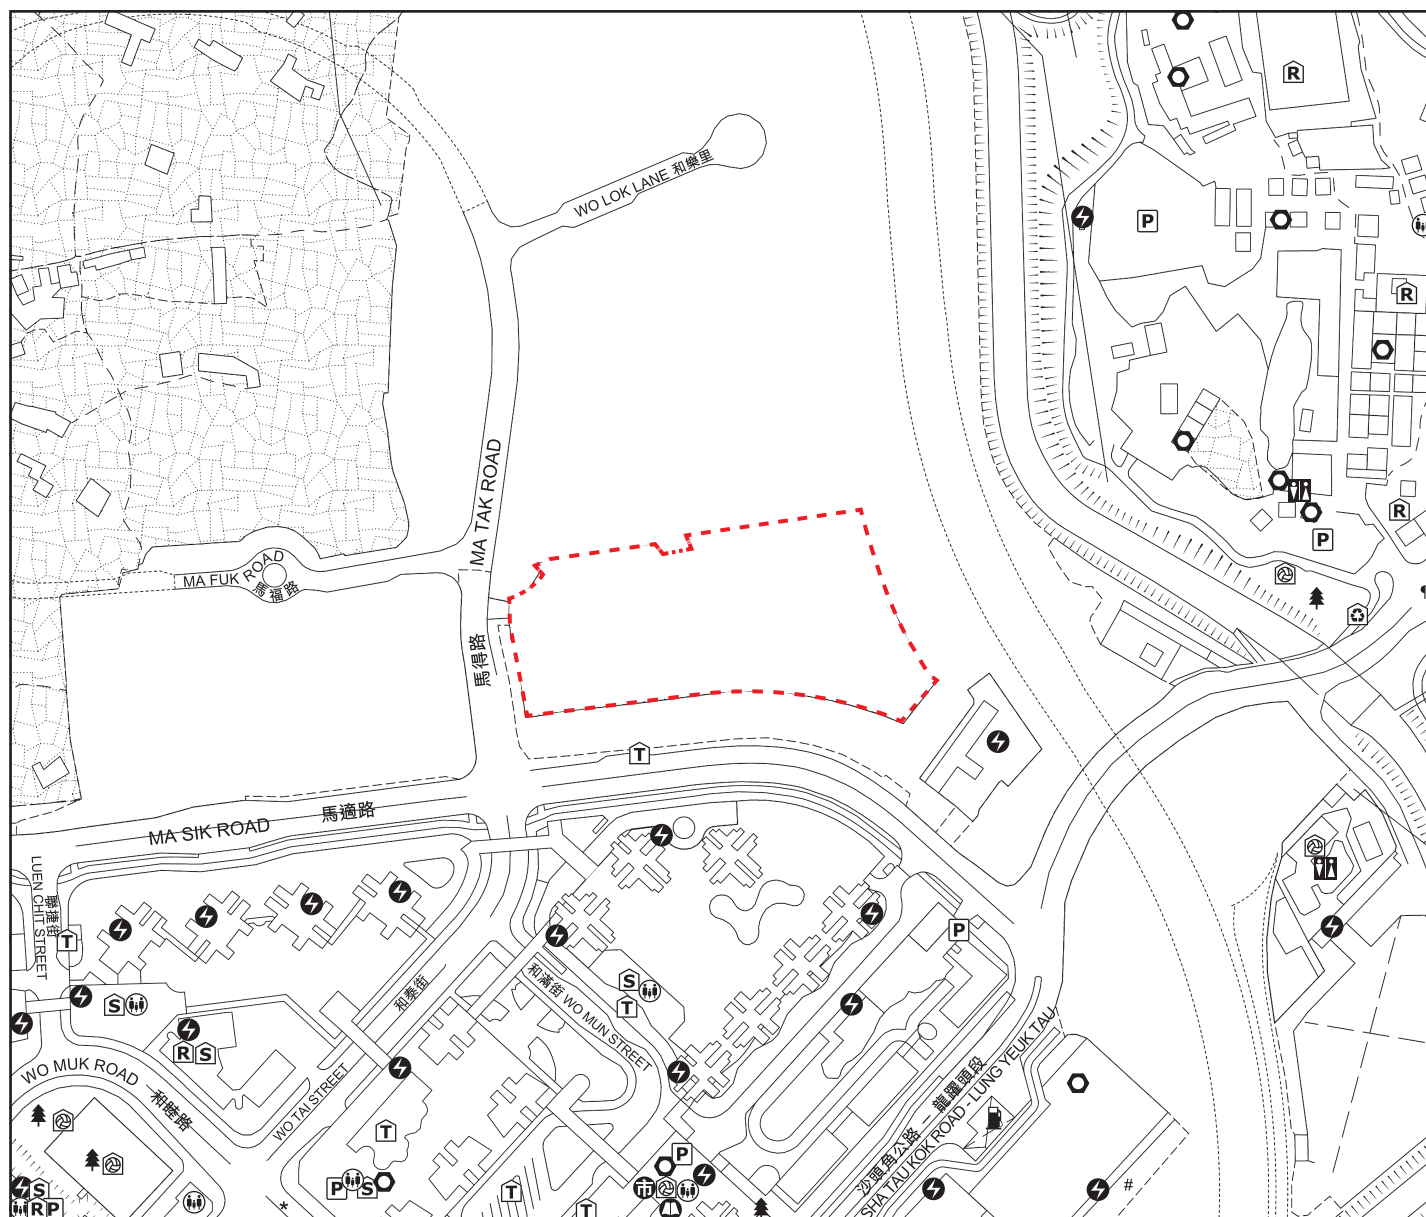 R
WO LOK LANE 和樂里
P
R
MA TAK ROAD
R
P
MA FUK ROAD
馬福路
馬得路
T
馬適路
MA SIK ROAD
LUEN CHIT STREET
聯捷街
T
P
S
S
T
和泰街
和滿街 WO MUN STREET
R S
WO MUK ROAD
和睦路
WO TAI STREET
T
沙頭角公路 - 龍躍頭段
SHA TAU KOK ROAD - LUNG YEUK TAU
P
P
S
T
市
S
R P
T
*
#